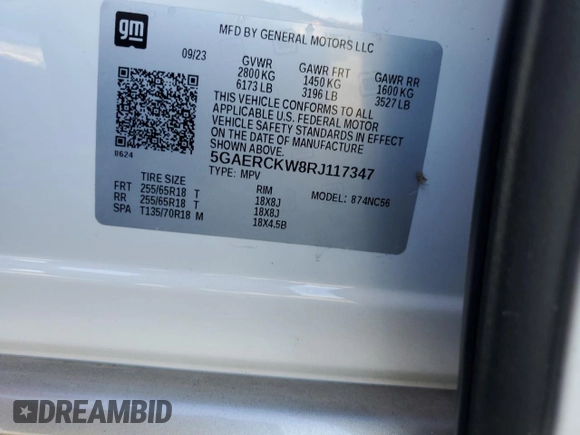 gm
MFD BY GENERAL MOTORS LLC
09/23
GVWR GAWR FRT GAWR RR
2800 KG 1450 KG 1600 KG
6173 LB 3196 LB 3527 LB
THIS VEHICLE CONFORMS TO ALL
APPLICABLE U.S. FEDERAL MOTOR
VEHICLE SAFETY STANDARDS IN EFFECT
ON THE DATE OF MANUFACTURE
SHOWN ABOVE.
8624
5GAERCKW8RJ117347
TYPE: MPV
TIRE SIZE RIM MODEL: 874NC56
FRT 255/65R18 T 18X8J
RR 255/65R18 T 18X8J
SPA T135/70R18 M 18X4.5B
DREAMBID